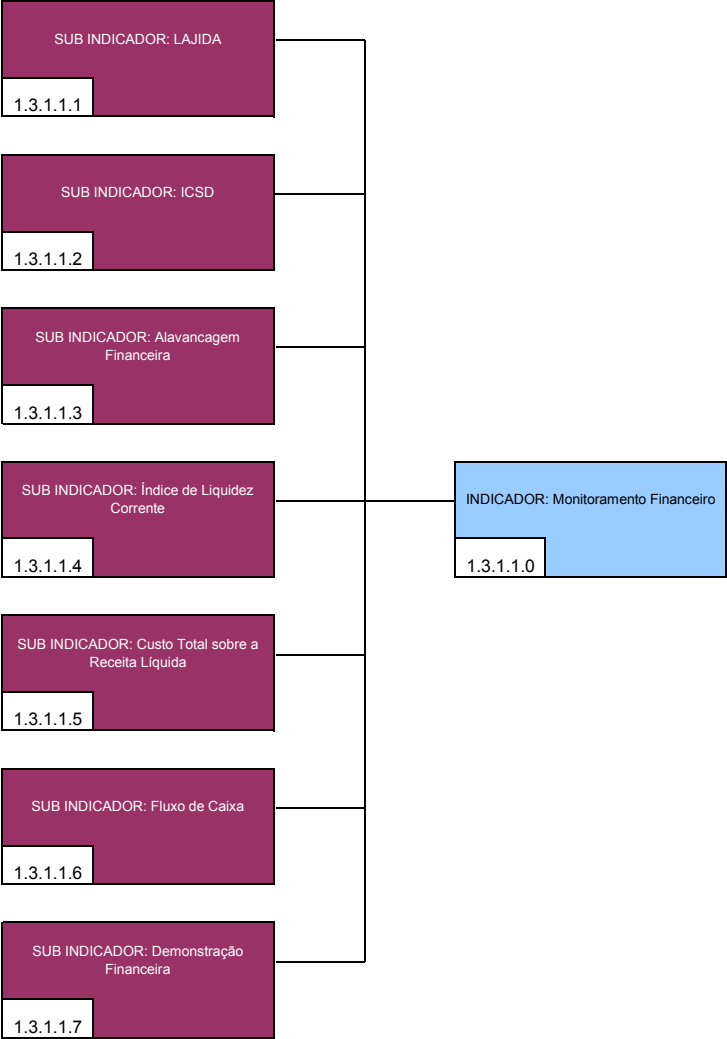 SUB INDICADOR: LAJIDA
1.3.1.1.1
SUB INDICADOR: ICSD
1.3.1.1.2
SUB INDICADOR: Alavancagem
Financeira
1.3.1.1.3
SUB INDICADOR: Índice de Liquidez
Corrente
1.3.1.1.4
INDICADOR: Monitoramento Financeiro
1.3.1.1.0
SUB INDICADOR: Custo Total sobre a
Receita Líquida
1.3.1.1.5
SUB INDICADOR: Fluxo de Caixa
1.3.1.1.6
SUB INDICADOR: Demonstração
Financeira
1.3.1.1.7